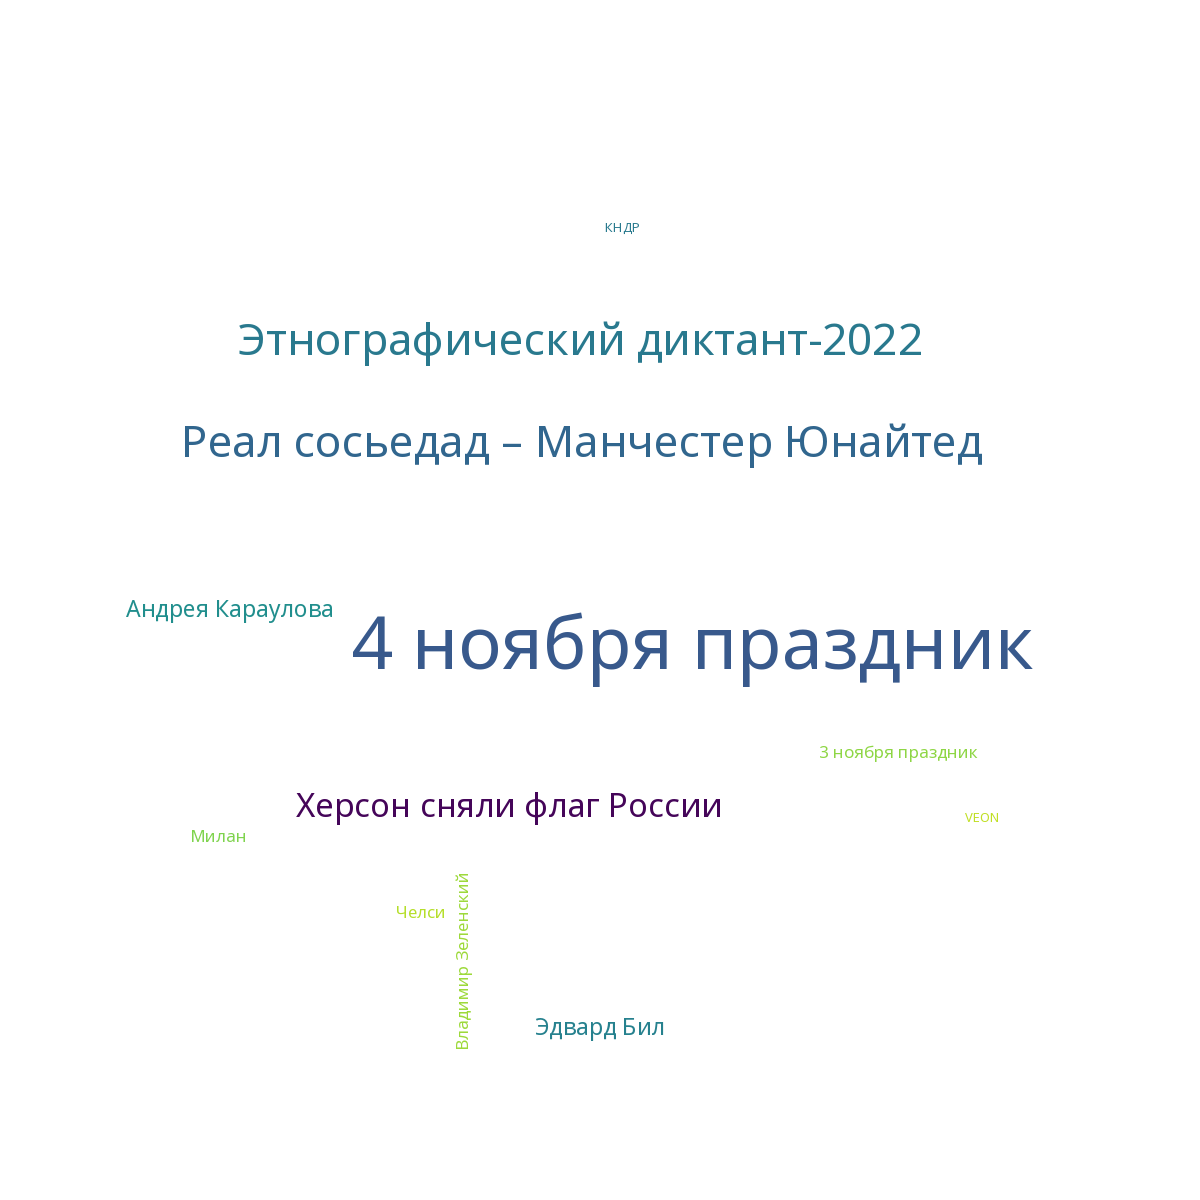 КНДР
Этнографический диктант-2022
Реал сосьедад – Манчестер Юнайтед
Андрея Караулова
4 ноября праздник
3 ноября праздник
Херсон сняли флаг России
VEON
Милан
Челси
Владимир Зеленский
Эдвард Бил